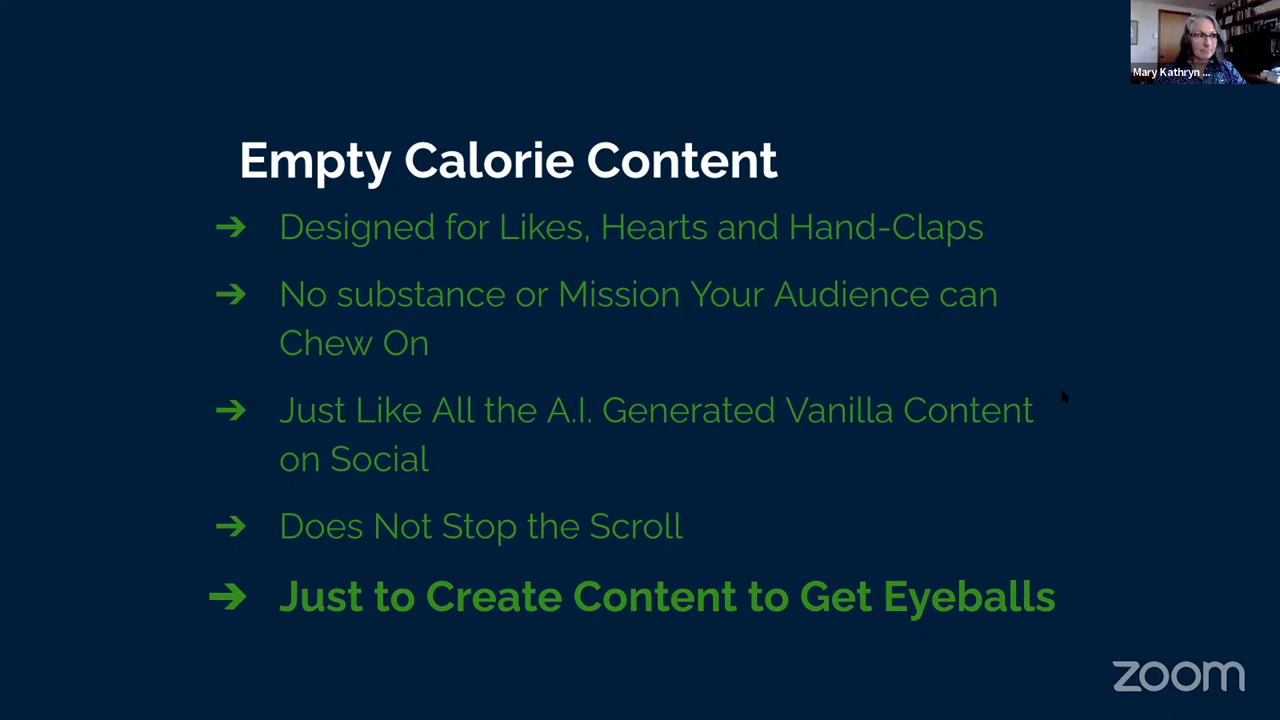 Mary Kathryn ...
Empty Calorie Content
➔ Designed for Likes, Hearts and Hand-Claps
➔ No substance or Mission Your Audience can
Chew On
➔ Just Like All the A.I. Generated Vanilla Content
on Social
➔ Does Not Stop the Scroll
➔ Just to Create Content to Get Eyeballs
zoom